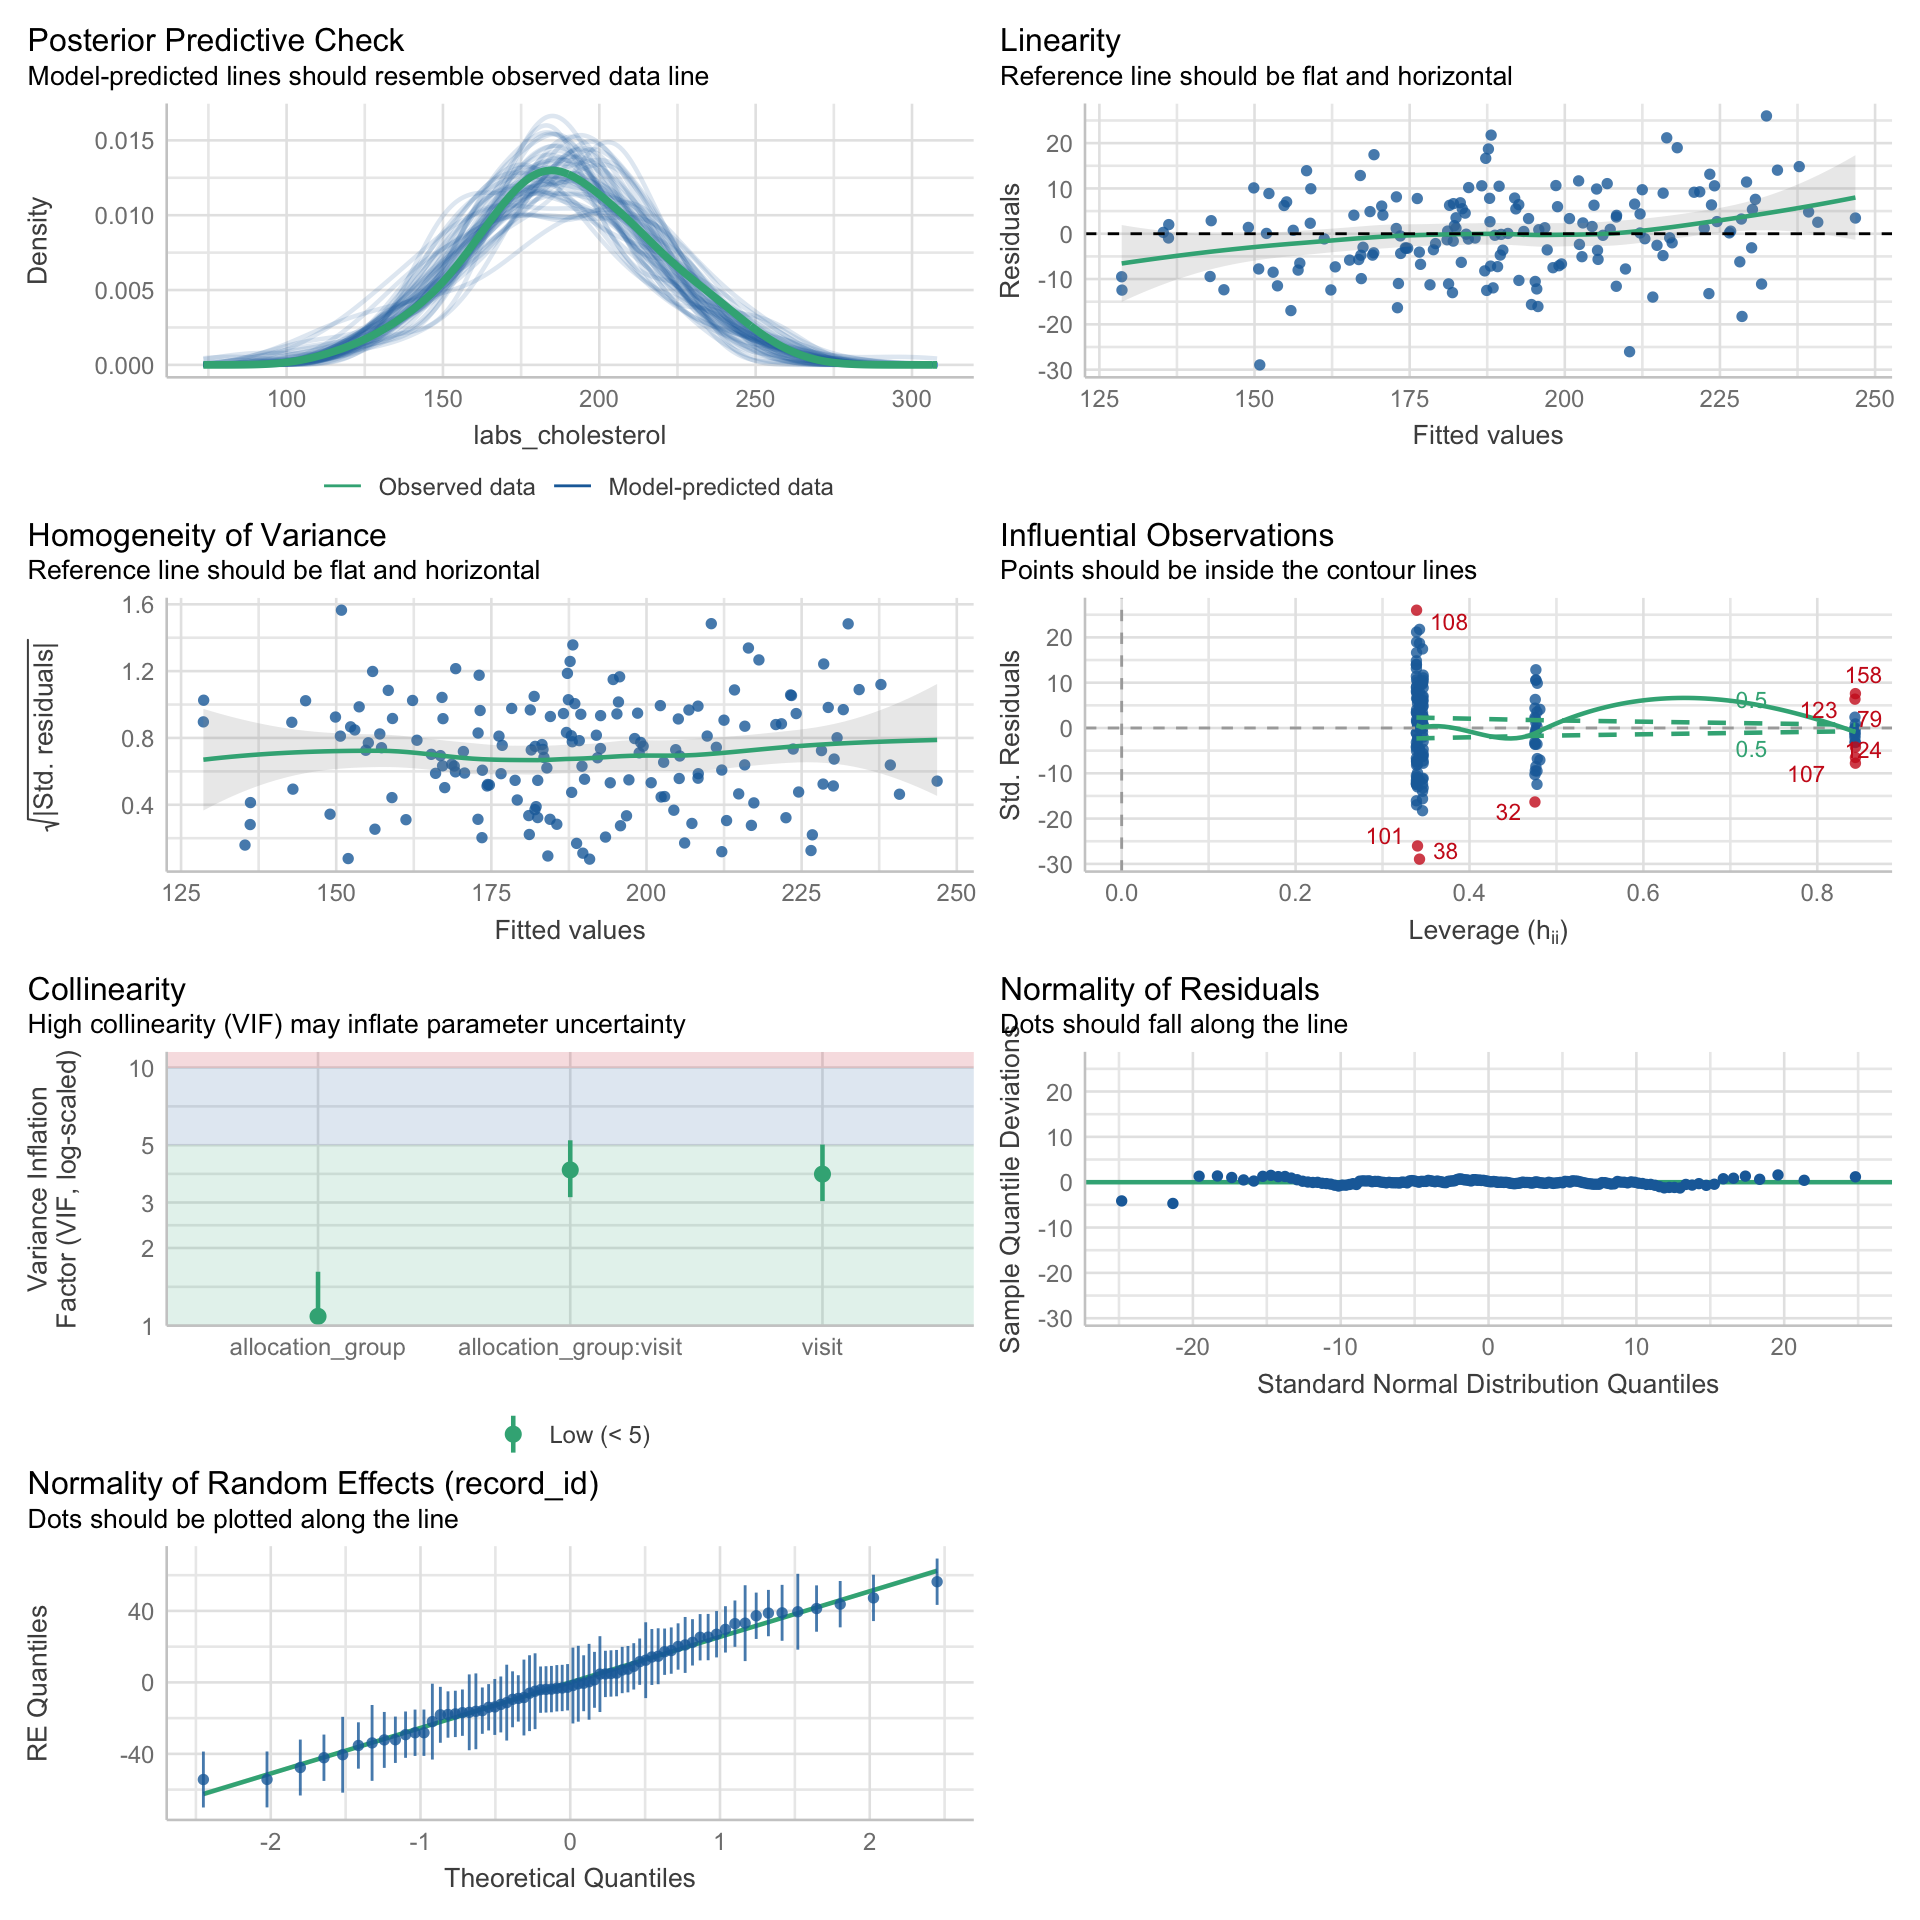 Posterior Predictive Check
Model-predicted lines should resemble observed data line
Density
0.015
0.010
0.005
0.000
100 150 200 250 300
labs_cholesterol
Observed data Model-predicted data
Linearity
Reference line should be flat and horizontal
Residuals
20
10
0
-10
-20
-30
125 150 175 200 225 250
Fitted values
Homogeneity of Variance
Reference line should be flat and horizontal
√|Std. residuals|
1.6
1.2
0.8
0.4
125 150 175 200 225 250
Fitted values
Influential Observations
Points should be inside the contour lines
Std. Residuals
20
10
0
-10
-20
-30
108
158
0.5
123
79
0.5
124
107
32
101
38
0.0 0.2 0.4 0.6 0.8
Leverage (hii)
Collinearity
High collinearity (VIF) may inflate parameter uncertainty
Variance Inflation
Factor (VIF, log-scaled)
10
5
3
2
1
allocation_group allocation_group:visit visit
Low (< 5)
Normality of Residuals
Dots should fall along the line
Sample Quantile Deviations
20
10
0
-10
-20
-30
-20 -10 0 10 20
Standard Normal Distribution Quantiles
Normality of Random Effects (record_id)
Dots should be plotted along the line
RE Quantiles
40
0
-40
-2 -1 0 1 2
Theoretical Quantiles